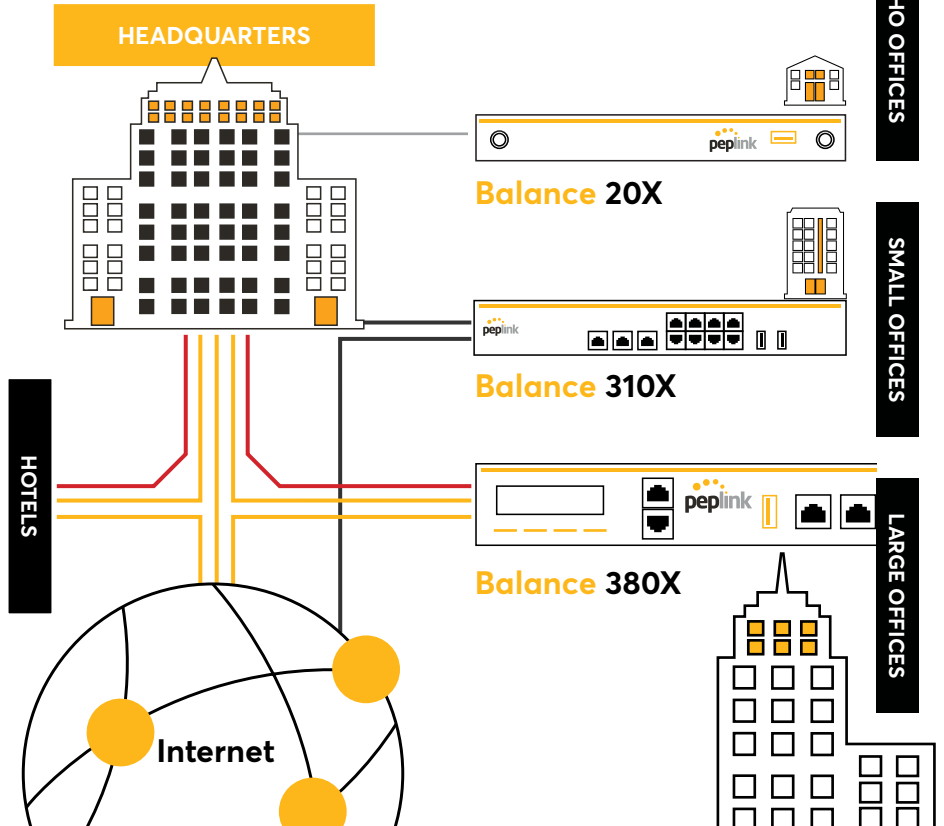 HEADQUARTERS
HO OFFICES
peplink
Balance 20X
SMALL OFFICES
peplink
Balance 310X
HOTELS
peplink
LARGE OFFICES
Balance 380X
Internet